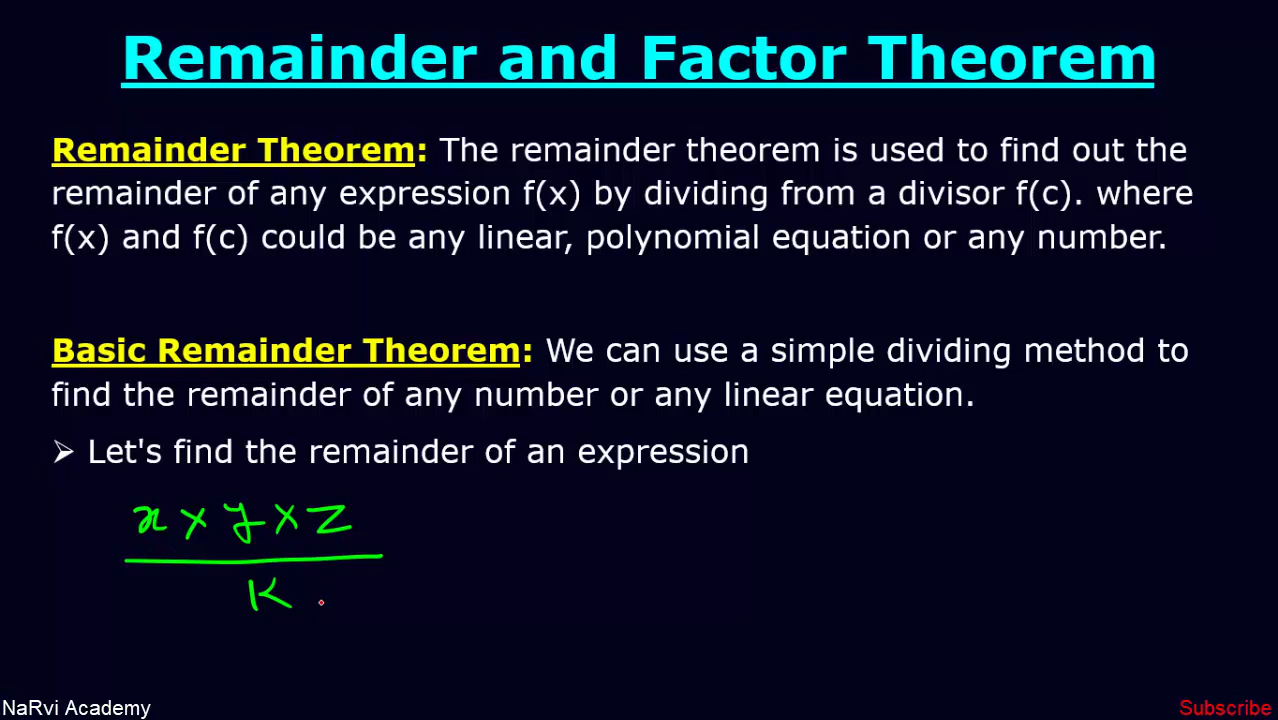 Remainder and Factor Theorem
Remainder Theorem: The remainder theorem is used to find out the
remainder of any expression f(x) by dividing from a divisor f(c). where
f(x) and f(c) could be any linear, polynomial equation or any number.
Basic Remainder Theorem: We can use a simple dividing method to
find the remainder of any number or any linear equation.
➢ Let's find the remainder of an expression
x × y × z
K
NaRvi Academy
Subscribe